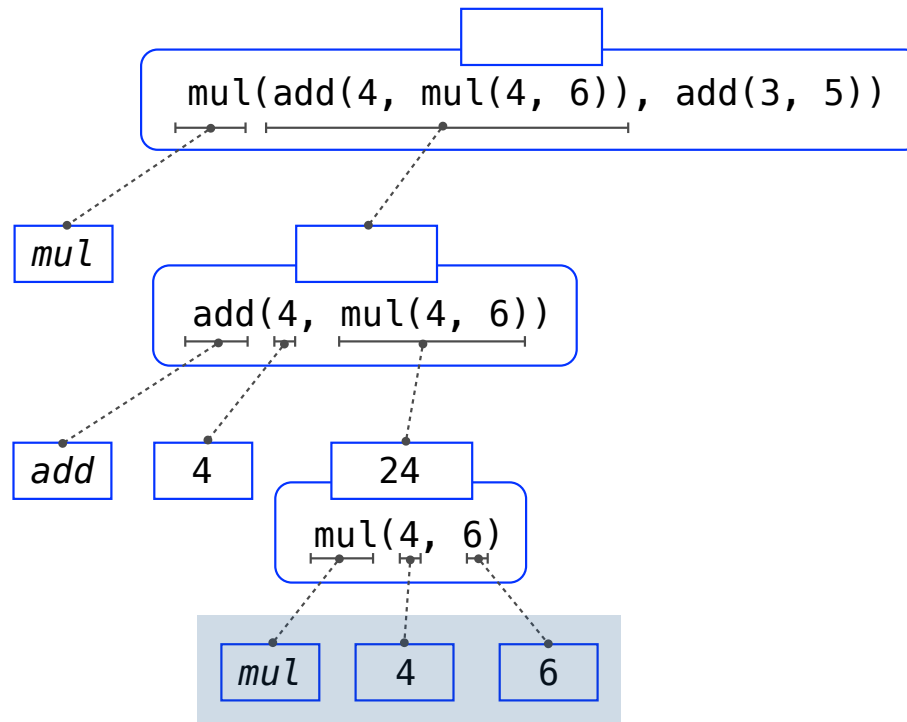 mul(add(4, mul(4, 6)), add(3, 5))
mul
add(4, mul(4, 6))
add
4
24
mul(4, 6)
mul
4
6